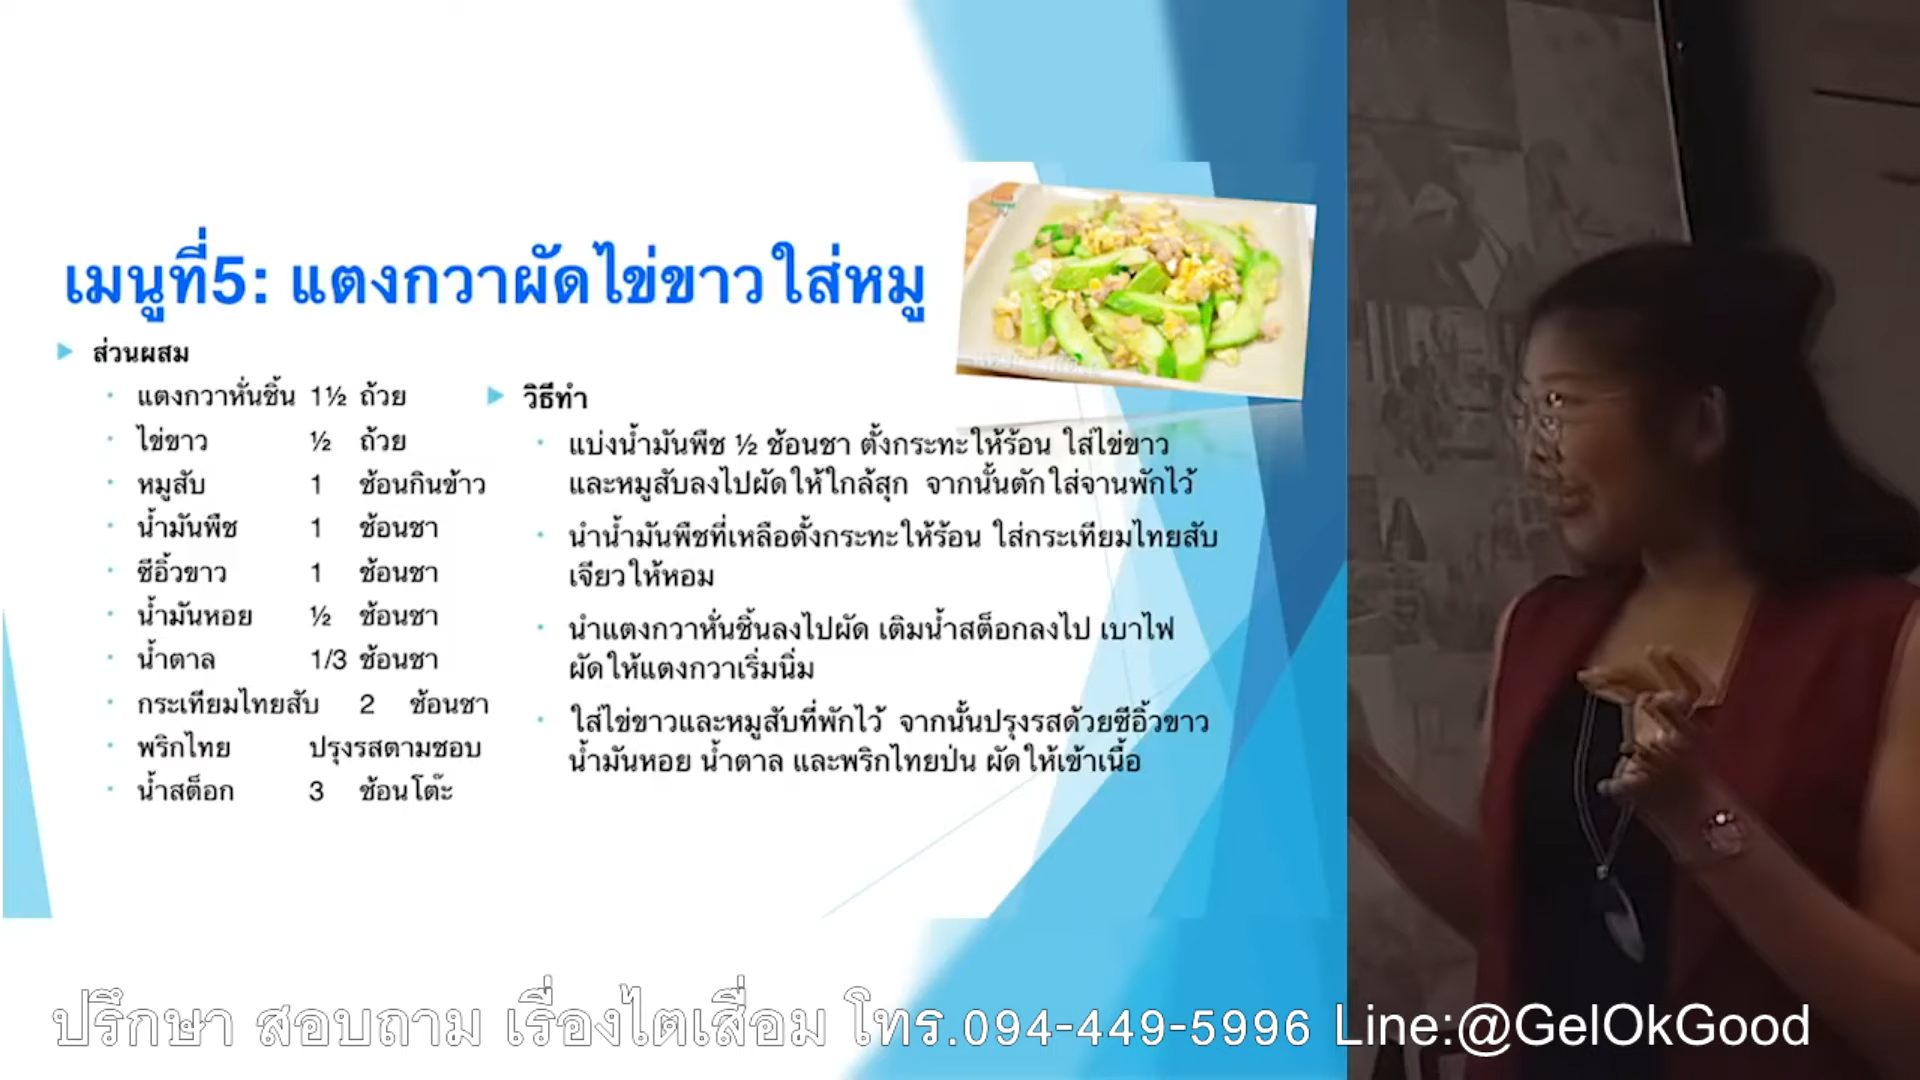 เมนูที่5: แตงกวาผัดไข่ขาวใส่หมู
ส่วนผสม
แตงกวาหั่นชิ้น 1½ ถ้วย
ไข่ขาว ½ ถ้วย
หมูสับ 1 ช้อนกินข้าว
น้ำมันพืช 1 ช้อนชา
ซีอิ๊วขาว 1 ช้อนชา
น้ำมันหอย ½ ช้อนชา
น้ำตาล 1/3 ช้อนชา
กระเทียมไทยสับ 2 ช้อนชา
พริกไทย ปรุงรสตามชอบ
น้ำสต็อก 3 ช้อนโต๊ะ
วิธีทำ
แบ่งน้ำมันพืช ½ ช้อนชา ตั้งกระทะให้ร้อน ใส่ไข่ขาว
และหมูสับลงไปผัดให้ใกล้สุก จากนั้นตักใส่จานพักไว้
นำน้ำมันพืชที่เหลือตั้งกระทะให้ร้อน ใส่กระเทียมไทยสับ
เจียวให้หอม
นำแตงกวาหั่นชิ้นลงไปผัด เติมน้ำสต็อกลงไป เบาไฟ
ผัดให้แตงกวาเริ่มนิ่ม
ใส่ไข่ขาวและหมูสับที่พักไว้ จากนั้นปรุงรสด้วยซีอิ๊วขาว
น้ำมันหอย น้ำตาล และพริกไทยป่น ผัดให้เข้าเนื้อ
ปรึกษา สอบถาม เรื่องไตเสื่อม โทร.094-449-5996 Line:@GelOkGood